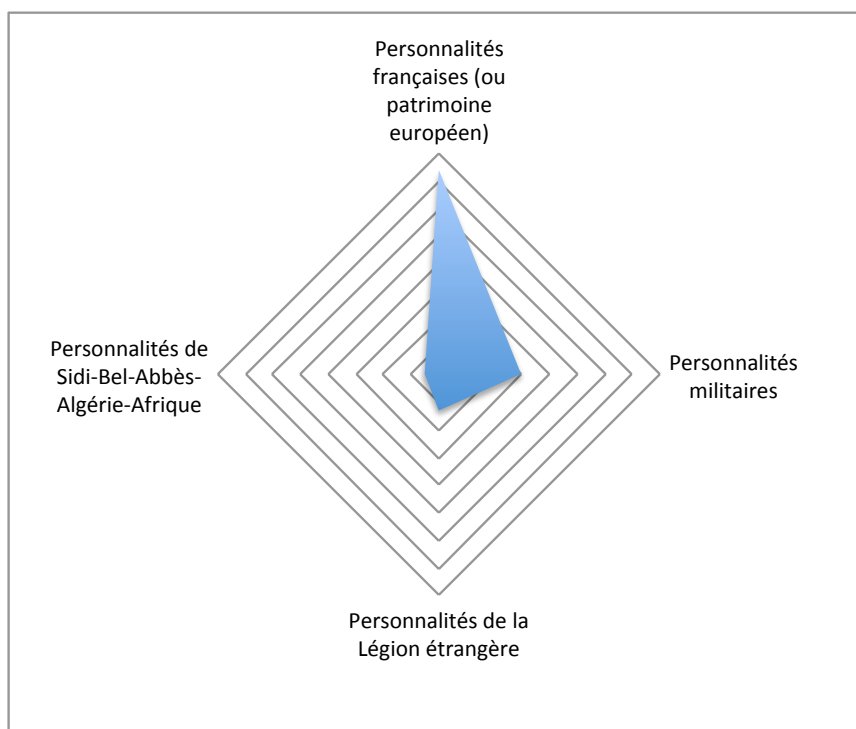 Personnalités
françaises (ou
patrimoine
européen)
Personnalités de
Sidi-Bel-Abbès-
Algérie-Afrique
Personnalités
militaires
Personnalités de la
Légion étrangère